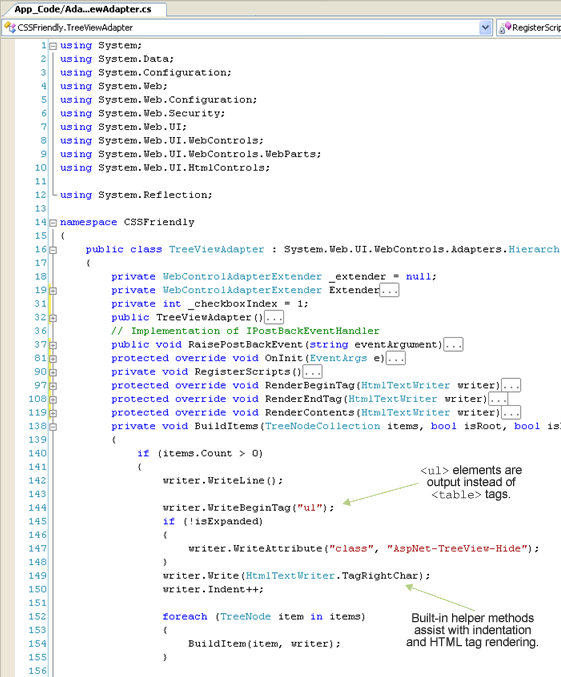 App_Code/Ada...ewAdapter.cs
CSSFriendly.TreeViewAdapter RegisterScri
1 using System;
2 using System.Data;
3 using System.Configuration;
4 using System.Web;
5 using System.Web.Configuration;
6 using System.Web.Security;
7 using System.Web.UI;
8 using System.Web.UI.WebControls;
9 using System.Web.UI.WebControls.WebParts;
10 using System.Web.UI.HtmlControls;
11
12 using System.Reflection;
13
14 namespace CSSFriendly
15 {
16 public class TreeViewAdapter : System.Web.UI.WebControls.Adapters.Hierarch
17 {
18 private WebControlAdapterExtender _extender = null;
19 private WebControlAdapterExtender Extender...
31 private int _checkboxIndex = 1;
32 public TreeViewAdapter()...
36 // Implementation of IPostBackEventHandler
37 public void RaisePostBackEvent(string eventArgument)...
81 protected override void OnInit(EventArgs e)...
90 private void RegisterScripts()...
97 protected override void RenderBeginTag(HtmlTextWriter writer)...
108 protected override void RenderEndTag(HtmlTextWriter writer)...
119 protected override void RenderContents(HtmlTextWriter writer)...
138 private void BuildItems(TreeNodeCollection items, bool isRoot, bool is
139 {
140 if (items.Count > 0)
141 {
142 writer.WriteLine();
143
144 writer.WriteBeginTag("ul");
145 if (!isExpanded)
146 {
147 writer.WriteAttribute("class", "AspNet-TreeView-Hide");
148 }
149 writer.Write(HtmlTextWriter.TagRightChar);
150 writer.Indent++;
151
152 foreach (TreeNode item in items)
153 {
154 BuildItem(item, writer);
155 }
156
<ul> elements are
output instead of
<table> tags.
Built-in helper methods
assist with indentation
and HTML tag rendering.